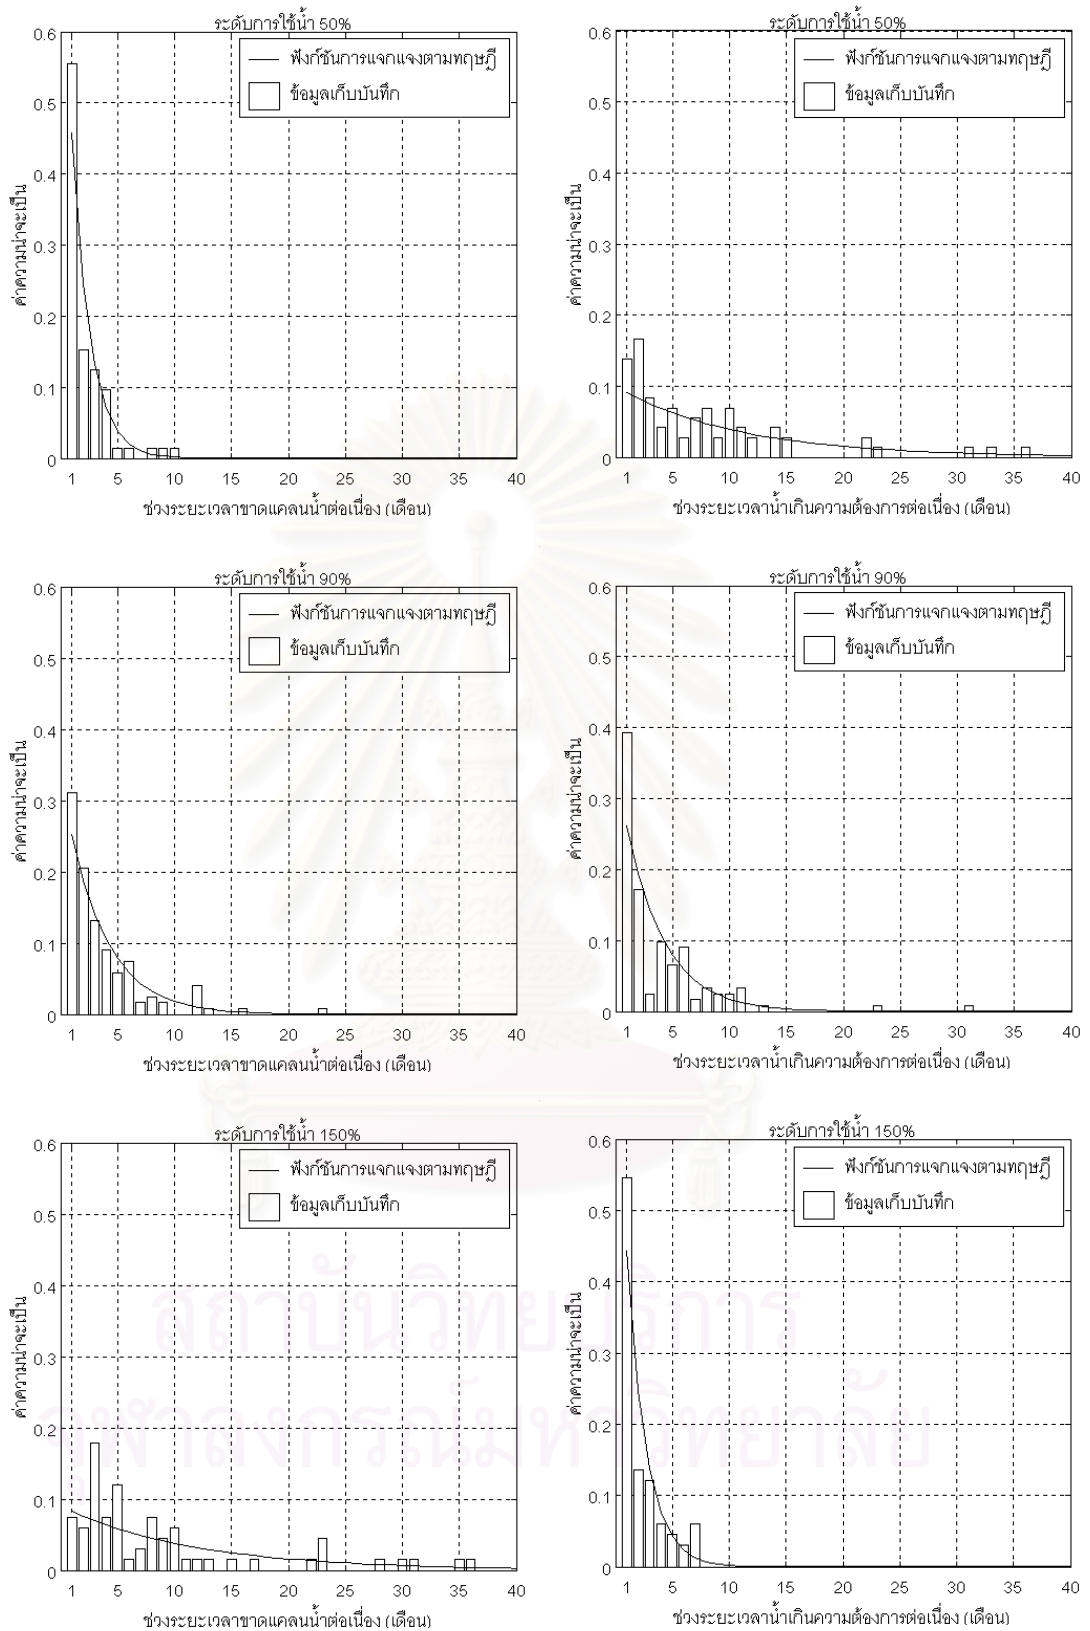 ระดับการใช้น้ำ 50%
ฟังก์ชันการแจกแจงตามทฤษฎี
ข้อมูลเก็บบันทึก
ค่าความน่าจะเป็น
0.6
0.5
0.4
0.3
0.2
0.1
0
1 5 10 15 20 25 30 35 40
ช่วงระยะเวลาขาดแคลนน้ำต่อเนื่อง (เดือน)
ระดับการใช้น้ำ 50%
ฟังก์ชันการแจกแจงตามทฤษฎี
ข้อมูลเก็บบันทึก
ค่าความน่าจะเป็น
0.6
0.5
0.4
0.3
0.2
0.1
0
1 5 10 15 20 25 30 35 40
ช่วงระยะเวลาน้ำเกินความต้องการต่อเนื่อง (เดือน)
ระดับการใช้น้ำ 90%
ฟังก์ชันการแจกแจงตามทฤษฎี
ข้อมูลเก็บบันทึก
ค่าความน่าจะเป็น
0.6
0.5
0.4
0.3
0.2
0.1
0
1 5 10 15 20 25 30 35 40
ช่วงระยะเวลาขาดแคลนน้ำต่อเนื่อง (เดือน)
ระดับการใช้น้ำ 90%
ฟังก์ชันการแจกแจงตามทฤษฎี
ข้อมูลเก็บบันทึก
ค่าความน่าจะเป็น
0.6
0.5
0.4
0.3
0.2
0.1
0
1 5 10 15 20 25 30 35 40
ช่วงระยะเวลาน้ำเกินความต้องการต่อเนื่อง (เดือน)
ระดับการใช้น้ำ 150%
ฟังก์ชันการแจกแจงตามทฤษฎี
ข้อมูลเก็บบันทึก
ค่าความน่าจะเป็น
0.6
0.5
0.4
0.3
0.2
0.1
0
1 5 10 15 20 25 30 35 40
ช่วงระยะเวลาขาดแคลนน้ำต่อเนื่อง (เดือน)
ระดับการใช้น้ำ 150%
ฟังก์ชันการแจกแจงตามทฤษฎี
ข้อมูลเก็บบันทึก
ค่าความน่าจะเป็น
0.6
0.5
0.4
0.3
0.2
0.1
0
1 5 10 15 20 25 30 35 40
ช่วงระยะเวลาน้ำเกินความต้องการต่อเนื่อง (เดือน)
สถาบันวิทยบริการ
จุฬาลงกรณ์มหาวิทยาลัย